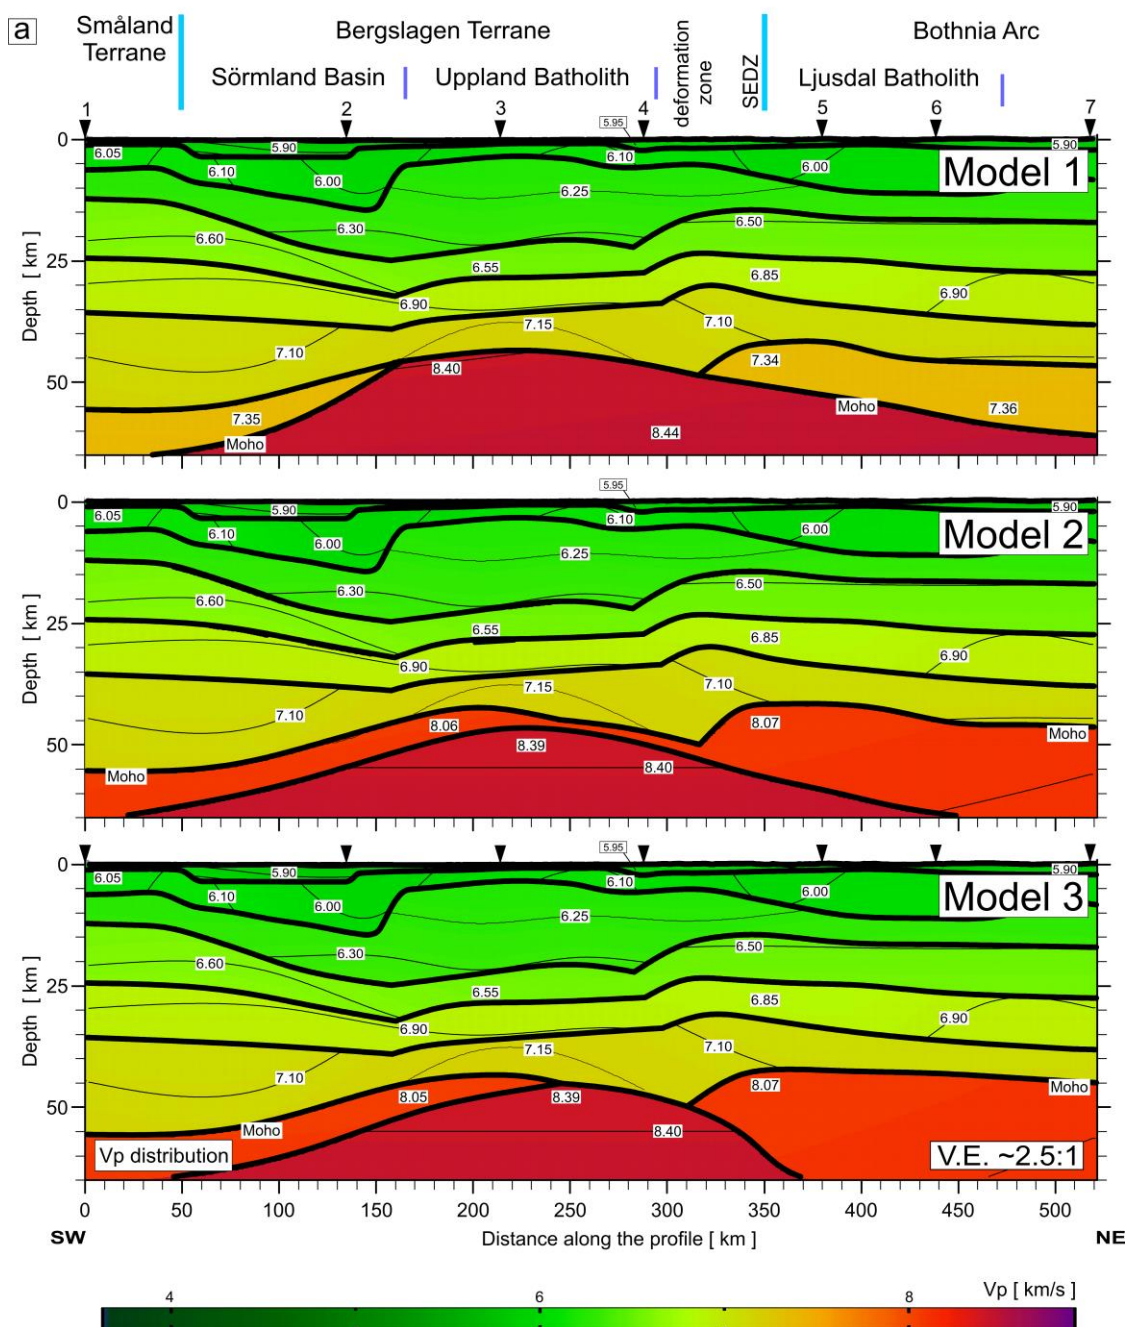 a
Småland
Terrane
Bergslagen Terrane
Bothnia Arc
Sörmland Basin
Uppland Batholith
deformation
zone
SEDZ
Ljusdal Batholith
1 2 3 4 5 6 7
0
25
50
Depth [ km ]
Model 1
6.05
5.90
6.10
6.00
5.95
6.10
6.25
6.00
5.90
6.60
6.30
6.50
6.55
6.85
6.90
6.90
7.15
7.10
7.10
8.40
7.34
7.35
Moho
Moho
7.36
8.44
0
25
50
Depth [ km ]
Model 2
6.05
5.90
6.10
6.00
5.95
6.10
6.25
6.00
5.90
6.60
6.30
6.50
6.55
6.85
6.90
6.90
7.15
7.10
7.10
8.06
8.07
8.39
8.40
Moho
Moho
0
25
50
Depth [ km ]
Model 3
6.05
5.90
6.10
6.00
5.95
6.10
6.25
6.00
5.90
6.60
6.30
6.50
6.55
6.85
6.90
6.90
7.15
7.10
7.10
8.05
8.39
8.07
Moho
Moho
8.40
Vp distribution
V.E. ~2.5:1
0 50 100 150 200 250 300 350 400 450 500
SW
Distance along the profile [ km ]
NE
Vp [ km/s ]
4 6 8